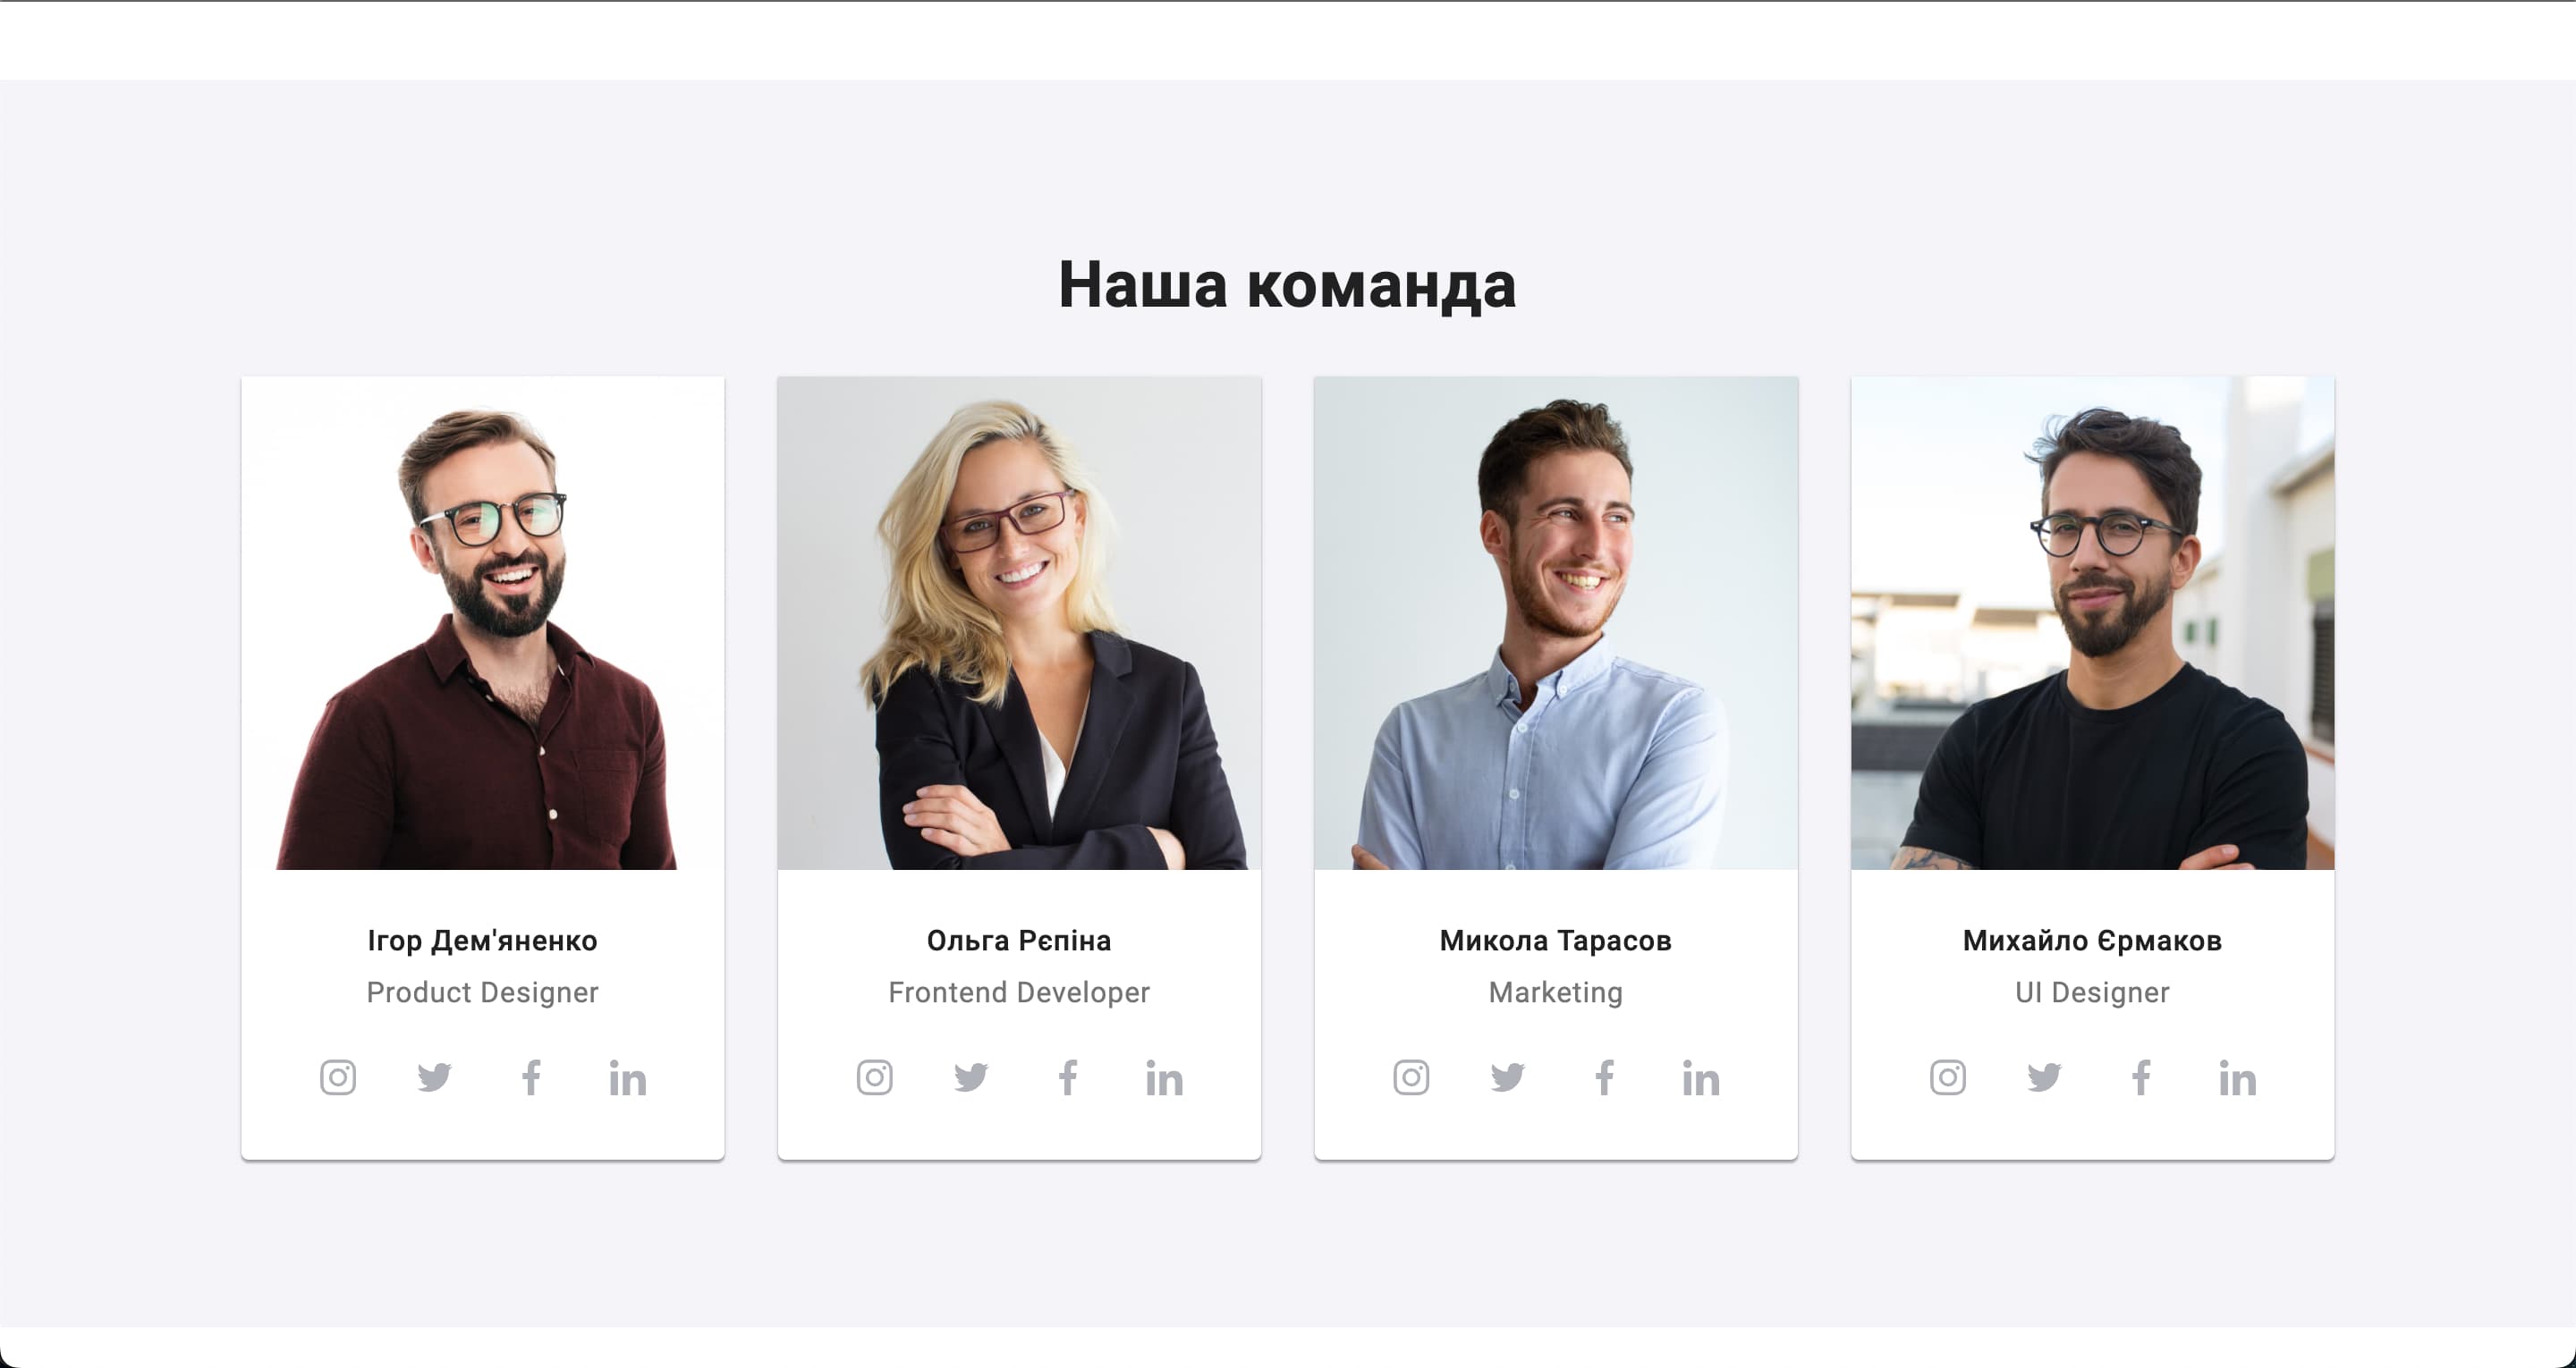 Наша команда
Ігор Дем'яненко
Product Designer
Ольга Рєпіна
Frontend Developer
Микола Тарасов
Marketing
Михайло Єрмаков
UI Designer